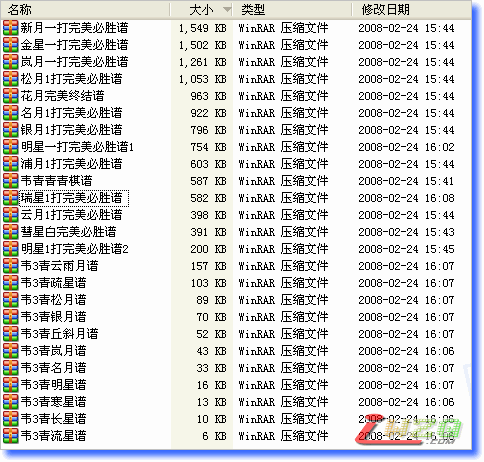 名称 大小 类型 修改日期
新月一打完美必胜谱 1,549 KB WinRAR 压缩文件 2008-02-24 15:44
金星一打完美必胜谱 1,502 KB WinRAR 压缩文件 2008-02-24 15:44
岚月一打完美必胜谱 1,261 KB WinRAR 压缩文件 2008-02-24 15:44
松月1打完美必胜谱 1,053 KB WinRAR 压缩文件 2008-02-24 15:44
花月完美终结谱 963 KB WinRAR 压缩文件 2008-02-24 15:44
名月1打完美必胜谱 922 KB WinRAR 压缩文件 2008-02-24 15:44
银月1打完美必胜谱 796 KB WinRAR 压缩文件 2008-02-24 15:44
明星一打完美必胜谱1 754 KB WinRAR 压缩文件 2008-02-24 16:02
浦月1打完美必胜谱 603 KB WinRAR 压缩文件 2008-02-24 15:44
韦青青青棋谱 587 KB WinRAR 压缩文件 2008-02-24 15:41
瑞星1打完美必胜谱 582 KB WinRAR 压缩文件 2008-02-24 16:08
云月1打完美必胜谱 398 KB WinRAR 压缩文件 2008-02-24 15:44
彗星白完美必胜谱 391 KB WinRAR 压缩文件 2008-02-24 15:43
明星1打完美必胜谱2 200 KB WinRAR 压缩文件 2008-02-24 15:45
韦3青云雨月谱 157 KB WinRAR 压缩文件 2008-02-24 16:07
韦3青疏星谱 103 KB WinRAR 压缩文件 2008-02-24 16:07
韦3青松月谱 89 KB WinRAR 压缩文件 2008-02-24 16:07
韦3青银月谱 70 KB WinRAR 压缩文件 2008-02-24 16:07
韦3青丘斜月谱 52 KB WinRAR 压缩文件 2008-02-24 16:07
韦3青岚月谱 43 KB WinRAR 压缩文件 2008-02-24 16:06
韦3青名月谱 33 KB WinRAR 压缩文件 2008-02-24 16:07
韦3青明星谱 16 KB WinRAR 压缩文件 2008-02-24 16:07
韦3青寒星谱 13 KB WinRAR 压缩文件 2008-02-24 16:06
韦3青长星谱 10 KB WinRAR 压缩文件 2008-02-24 16:06
韦3青流星谱 6 KB WinRAR 压缩文件 2008-02-24 16:06